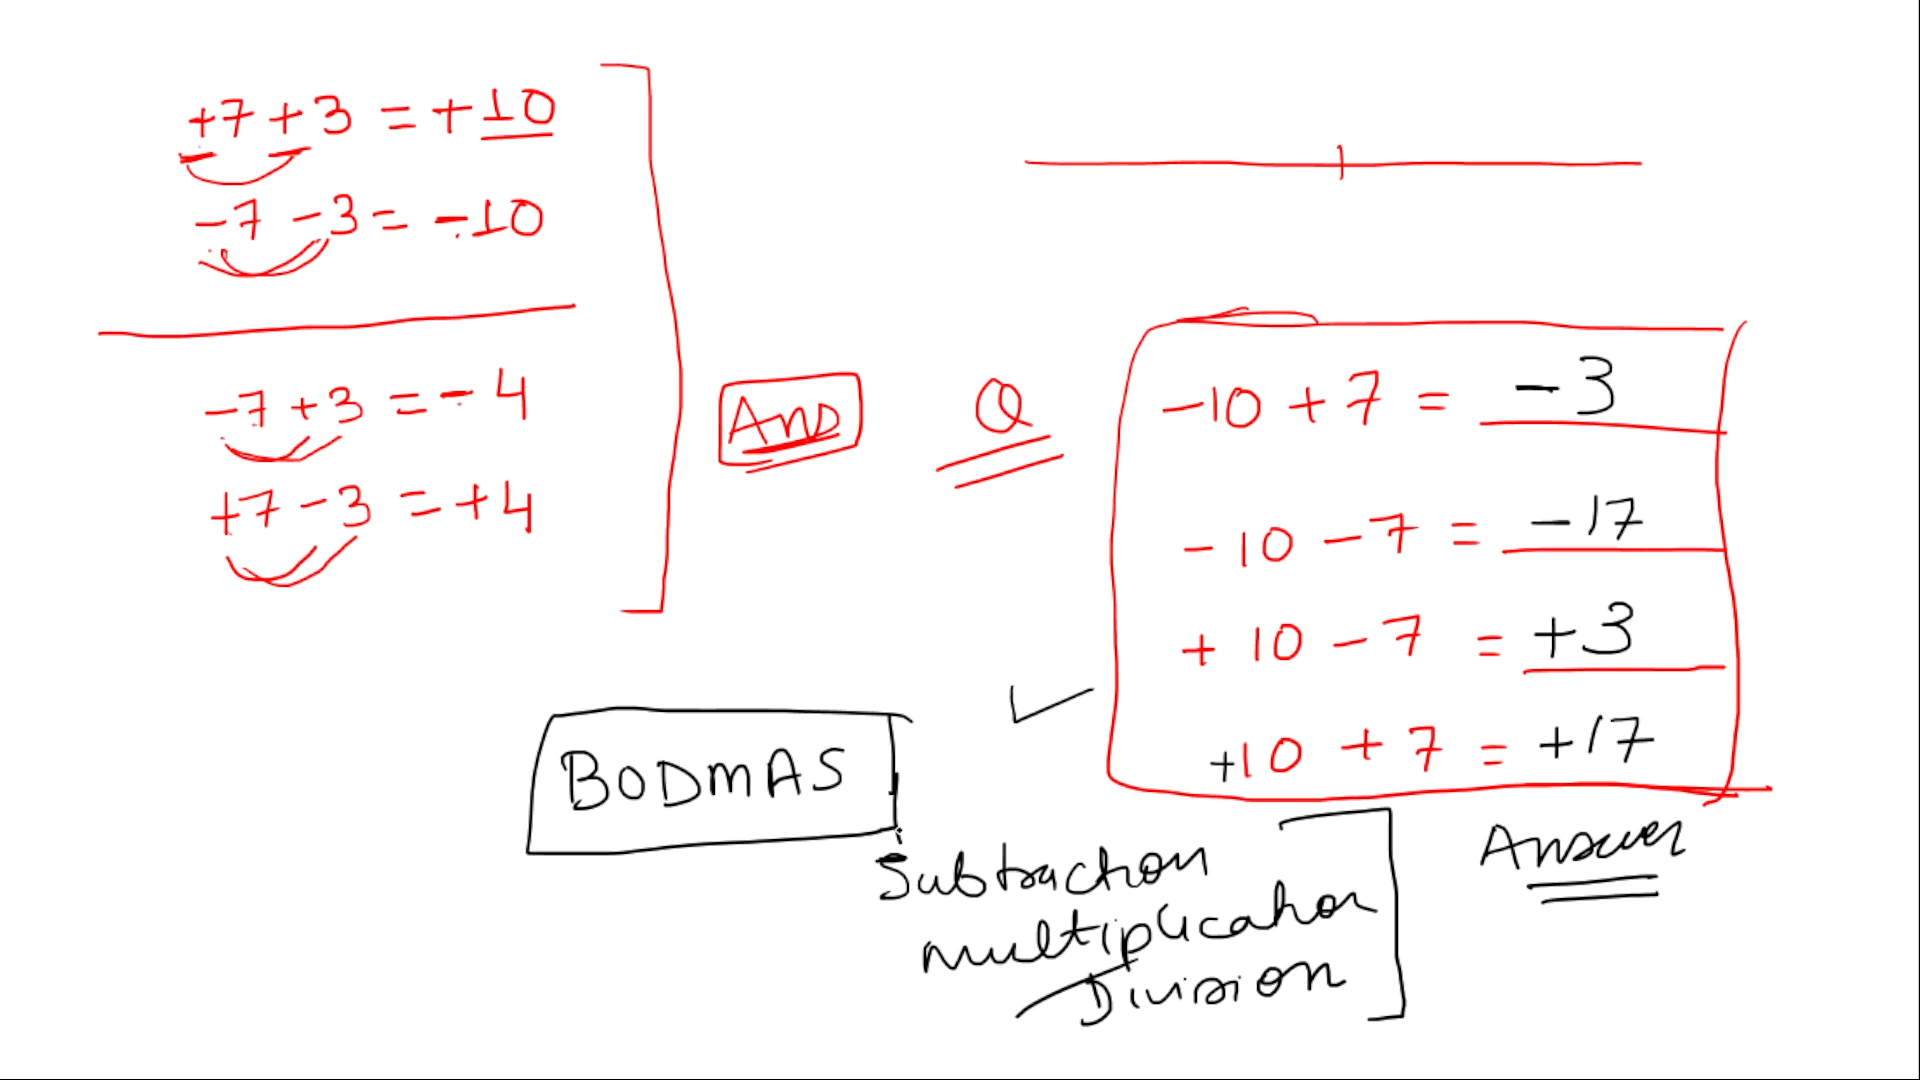 +7 +3 = +10
-7 -3 = -10
-7 +3 = -4
+7 -3 = +4
Ans
Q
-10 + 7 = -3
-10 - 7 = -17
+ 10 - 7 = +3
+10 + 7 = +17
BODMAS
Subtraction
multiplication
Division
Answer